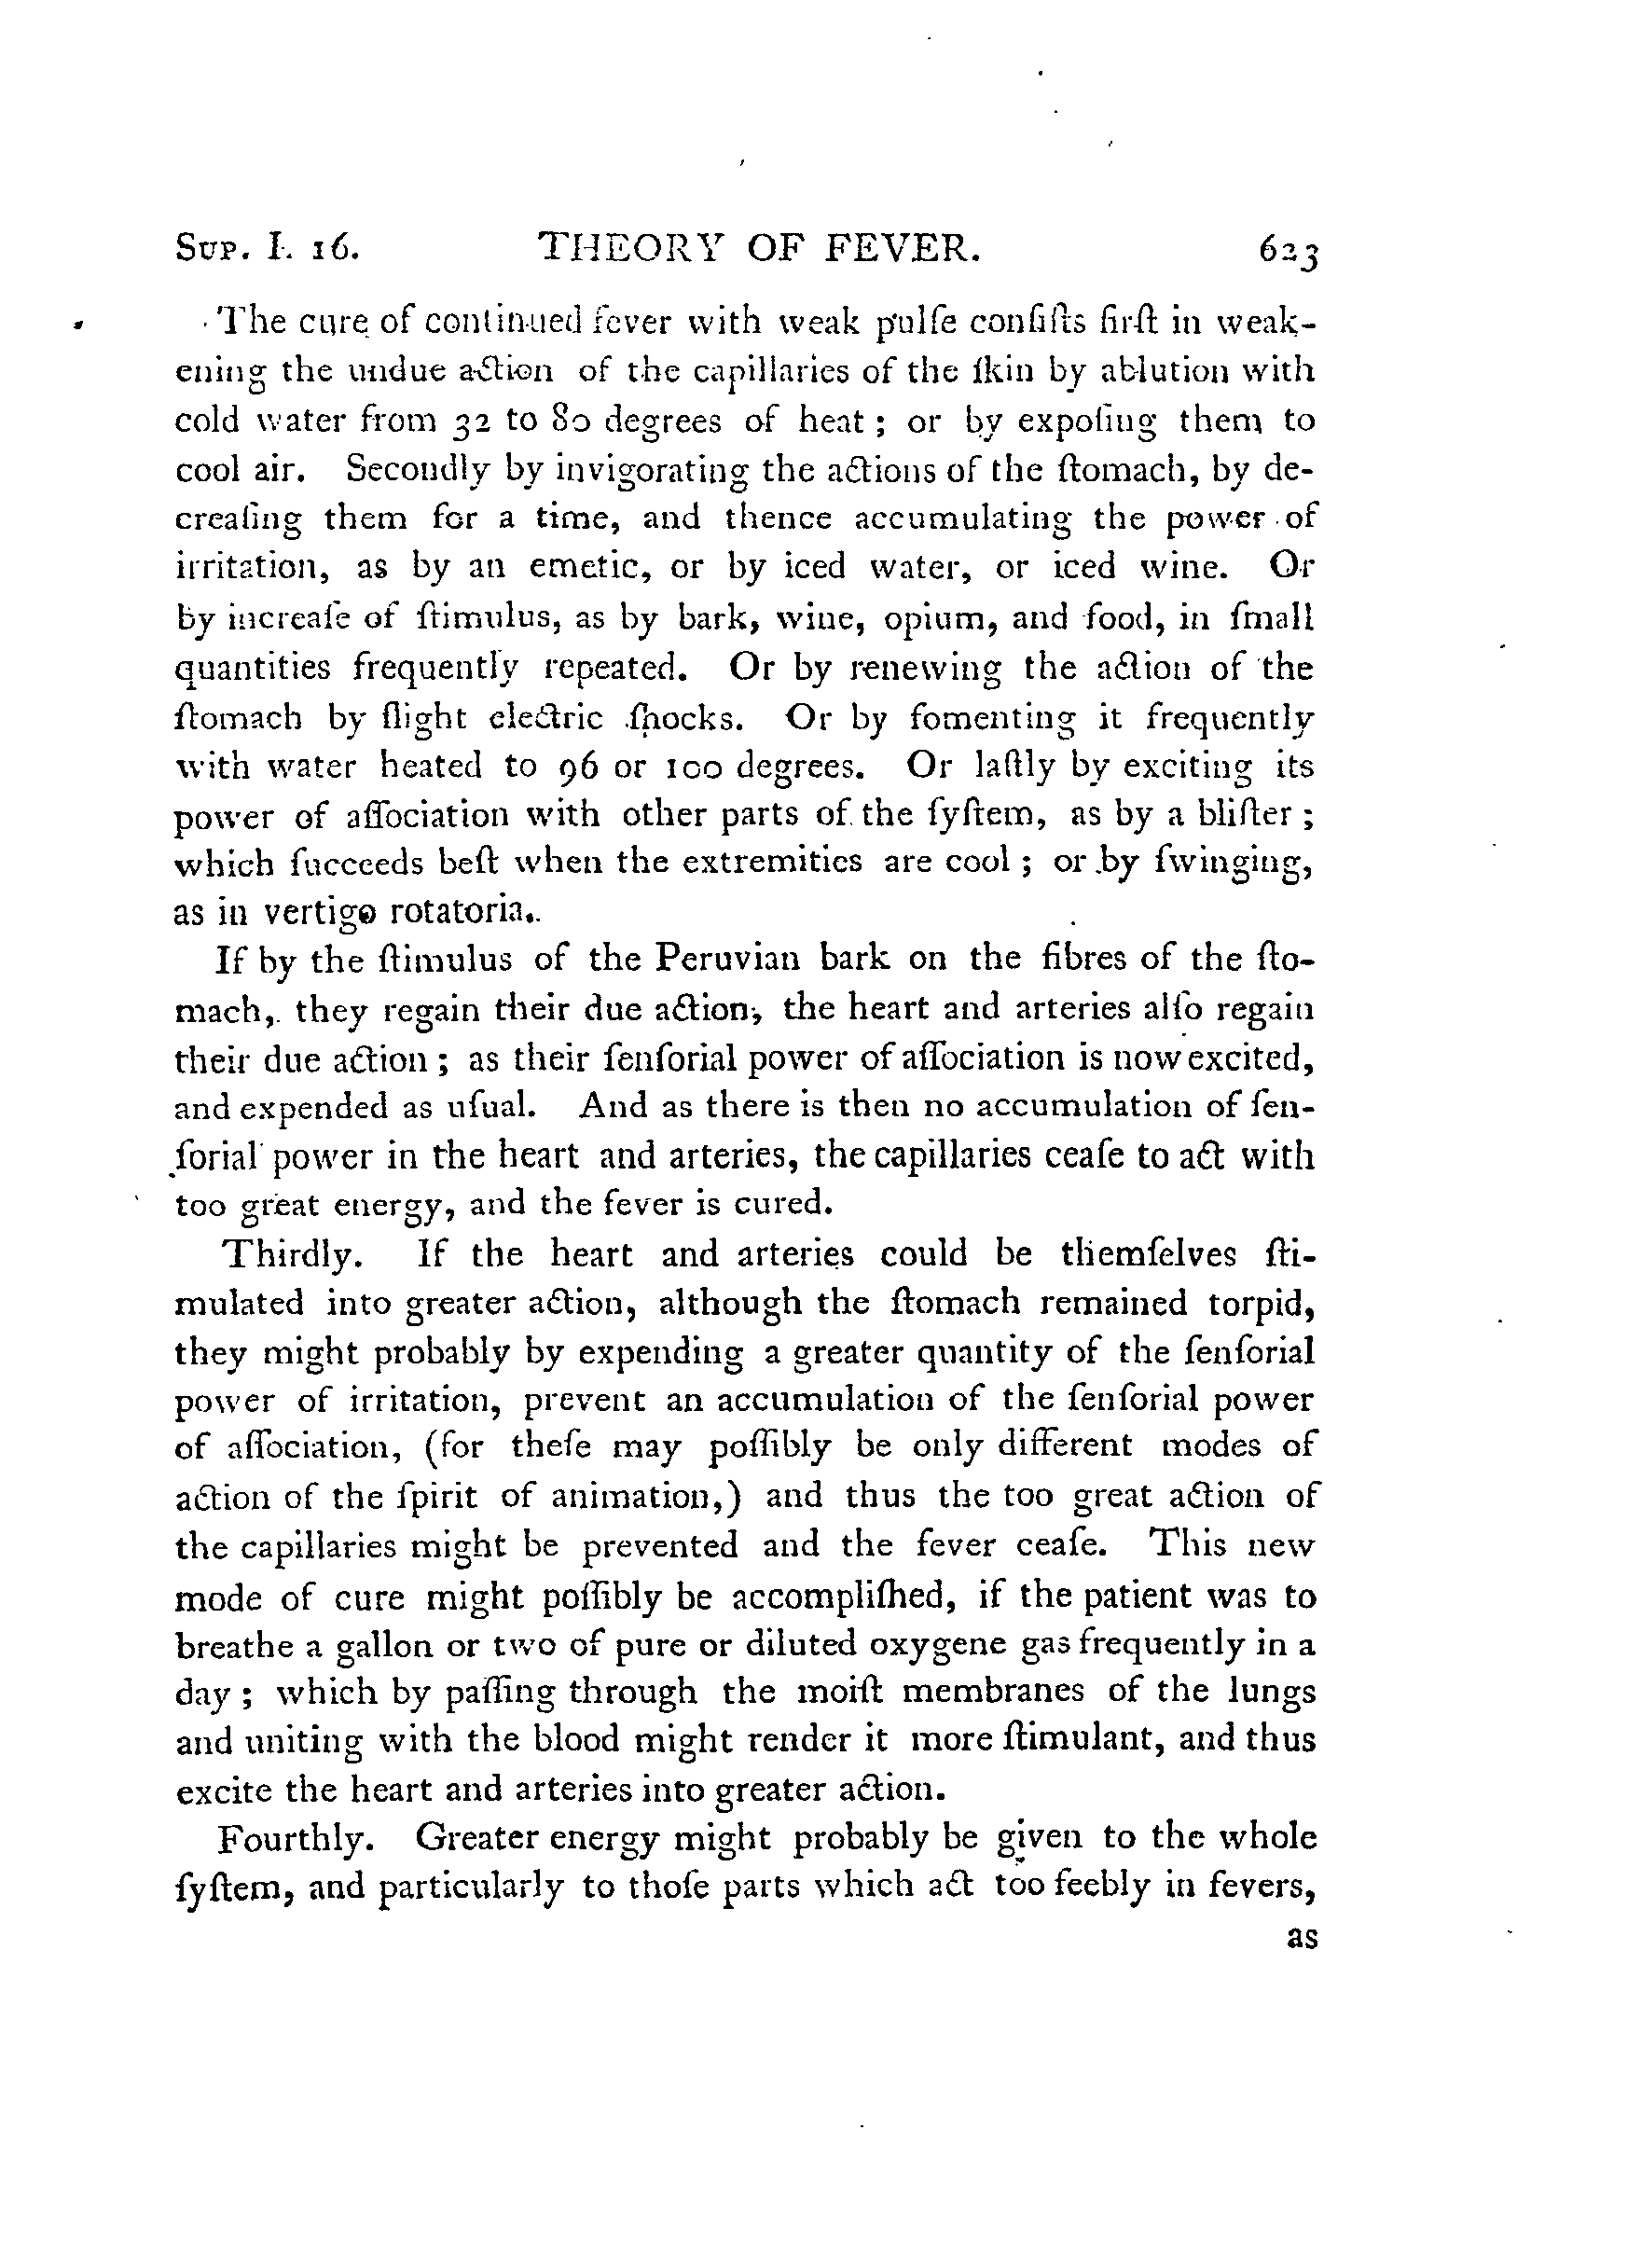 Sup. I. 16. THEORY OF FEVER. 623
The cure of continued fever with weak pulſe conſiſts firſt in weak-
ening the undue action of the capillaries of the ſkin by ablution with
cold water from 32 to 80 degrees of heat; or by expoſing them to
cool air. Secondly by invigorating the actions of the ſtomach, by de-
creaſing them for a time, and thence accumulating the power of
irritation, as by an emetic, or by iced water, or iced wine. Or
by increaſe of ſtimulus, as by bark, wine, opium, and food, in ſmall
quantities frequently repeated. Or by renewing the action of the
ſtomach by ſlight electric ſhocks. Or by fomenting it frequently
with water heated to 96 or 100 degrees. Or laſtly by exciting its
power of aſſociation with other parts of the ſyſtem, as by a bliſter;
which ſucceeds beſt when the extremities are cool; or by ſwinging,
as in vertigo rotatoria.
If by the ſtimulus of the Peruvian bark on the fibres of the ſto-
mach, they regain their due action, the heart and arteries alſo regain
their due action; as their ſenſorial power of aſſociation is now excited,
and expended as uſual. And as there is then no accumulation of ſen-
ſorial power in the heart and arteries, the capillaries ceaſe to act with
too great energy, and the fever is cured.
Thirdly. If the heart and arteries could be themſelves ſti-
mulated into greater action, although the ſtomach remained torpid,
they might probably by expending a greater quantity of the ſenſorial
power of irritation, prevent an accumulation of the ſenſorial power
of aſſociation, (for theſe may poſſibly be only different modes of
action of the ſpirit of animation,) and thus the too great action of
the capillaries might be prevented and the fever ceaſe. This new
mode of cure might poſſibly be accompliſhed, if the patient was to
breathe a gallon or two of pure or diluted oxygene gas frequently in a
day; which by paſſing through the moiſt membranes of the lungs
and uniting with the blood might render it more ſtimulant, and thus
excite the heart and arteries into greater action.
Fourthly. Greater energy might probably be given to the whole
ſyſtem, and particularly to thoſe parts which act too feebly in fevers,
as